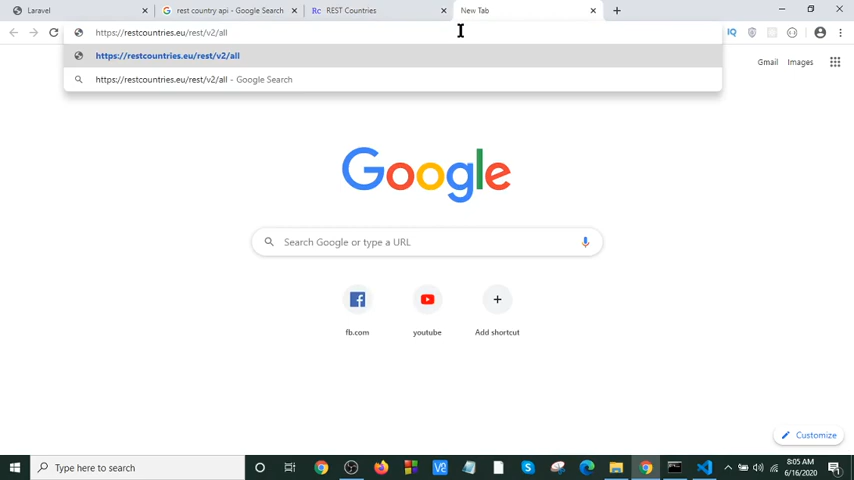 Laravel
rest country api - Google Search
Rc REST Countries
New Tab
https://restcountries.eu/rest/v2/all
IQ
https://restcountries.eu/rest/v2/all
https://restcountries.eu/rest/v2/all - Google Search
Gmail Images
Google
Search Google or type a URL
fb.com youtube Add shortcut
Customize
Type here to search
8:05 AM
6/16/2020